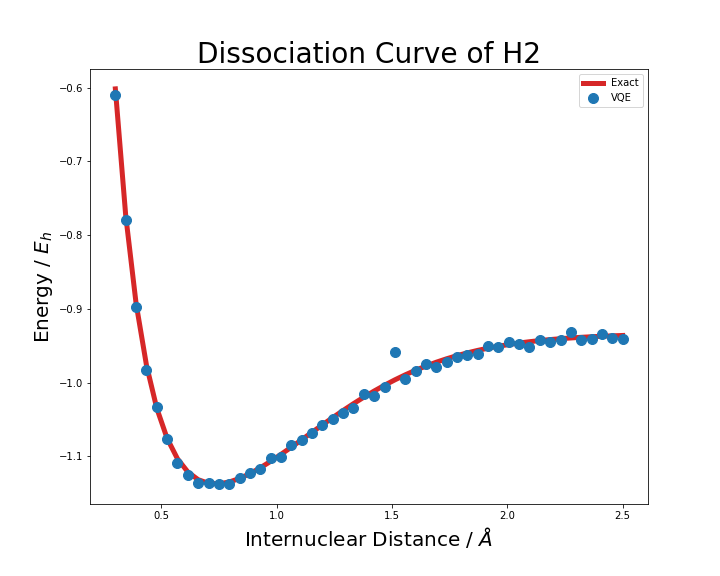 Dissociation Curve of H2
Exact
VQE
Energy / E_h
−0.6
−0.7
−0.8
−0.9
−1.0
−1.1
0.5
1.0
1.5
2.0
2.5
Internuclear Distance / Å